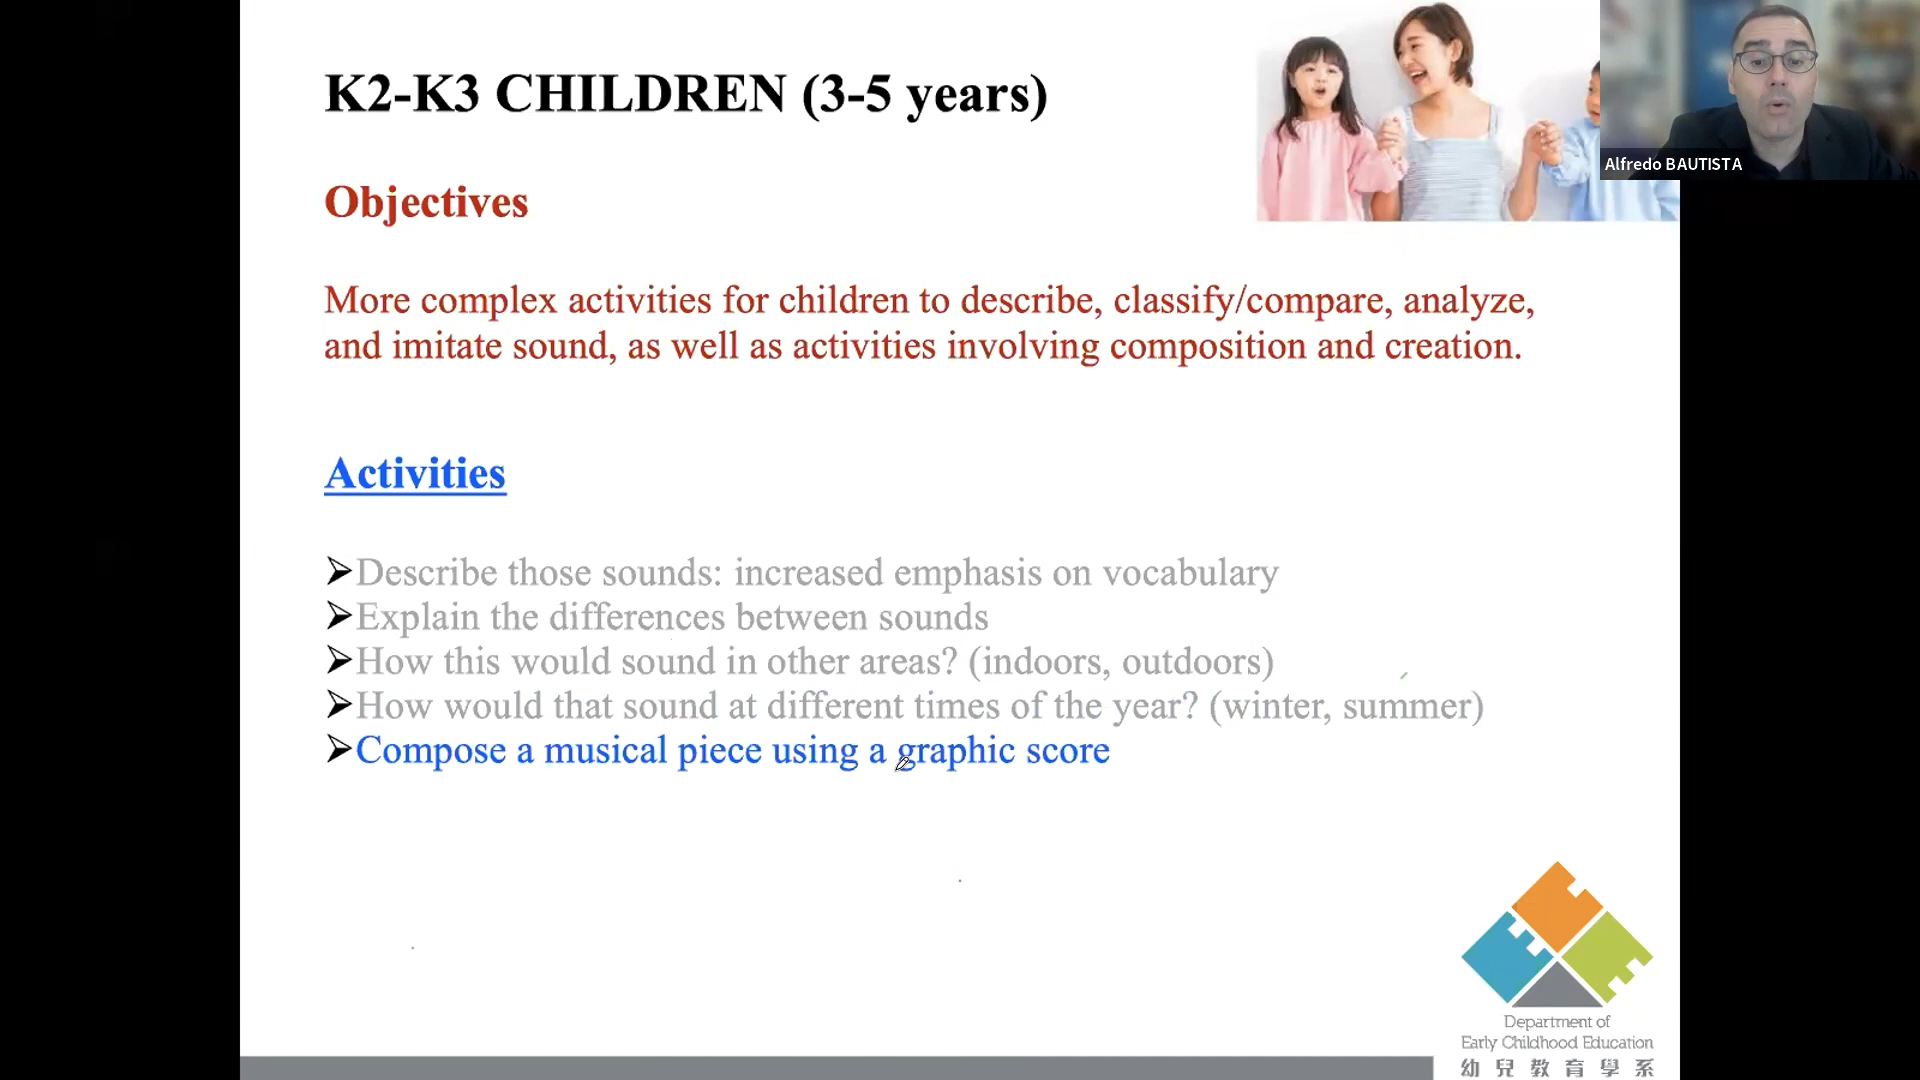 K2-K3 CHILDREN (3-5 years)
Alfredo BAUTISTA
Objectives
More complex activities for children to describe, classify/compare, analyze,
and imitate sound, as well as activities involving composition and creation.
Activities
➢Describe those sounds: increased emphasis on vocabulary
➢Explain the differences between sounds
➢How this would sound in other areas? (indoors, outdoors)
➢How would that sound at different times of the year? (winter, summer)
➢Compose a musical piece using a graphic score
Department of
Early Childhood Education
幼兒教育學系